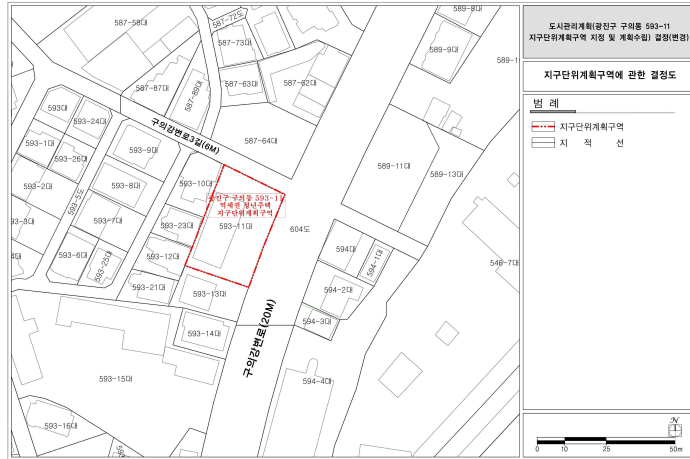 도시관리계획(광진구 구의동 593-11
지구단위계획구역 지정 및 계획수립) 결정(변경)
지구단위계획구역에 관한 결정도
범 례
지구단위계획구역
지 적 선
587-58대
587-72도
587-73대
587-63대
587-62대
587-87대
587-89대
587-64대
589-8대
589-9대
589-1
589-11대
589-13대
구의강변로3길(6M)
593대
593-24대
593-1대
593-26대
593-2대
593-5도
593-3대
593-9대
593-8대
593-7대
593-6대
593-25대
593-10대
593-23대
593-12대
593-21대
광진구 구의동 593-11
역세권 청년주택
지구단위계획구역
593-11대
604도
593-13대
593-14대
593-15대
593-16대
구의강변로(20M)
594대
594-1대
594-2대
594-3대
594-4대
546-7대
N
0 10 25 50m